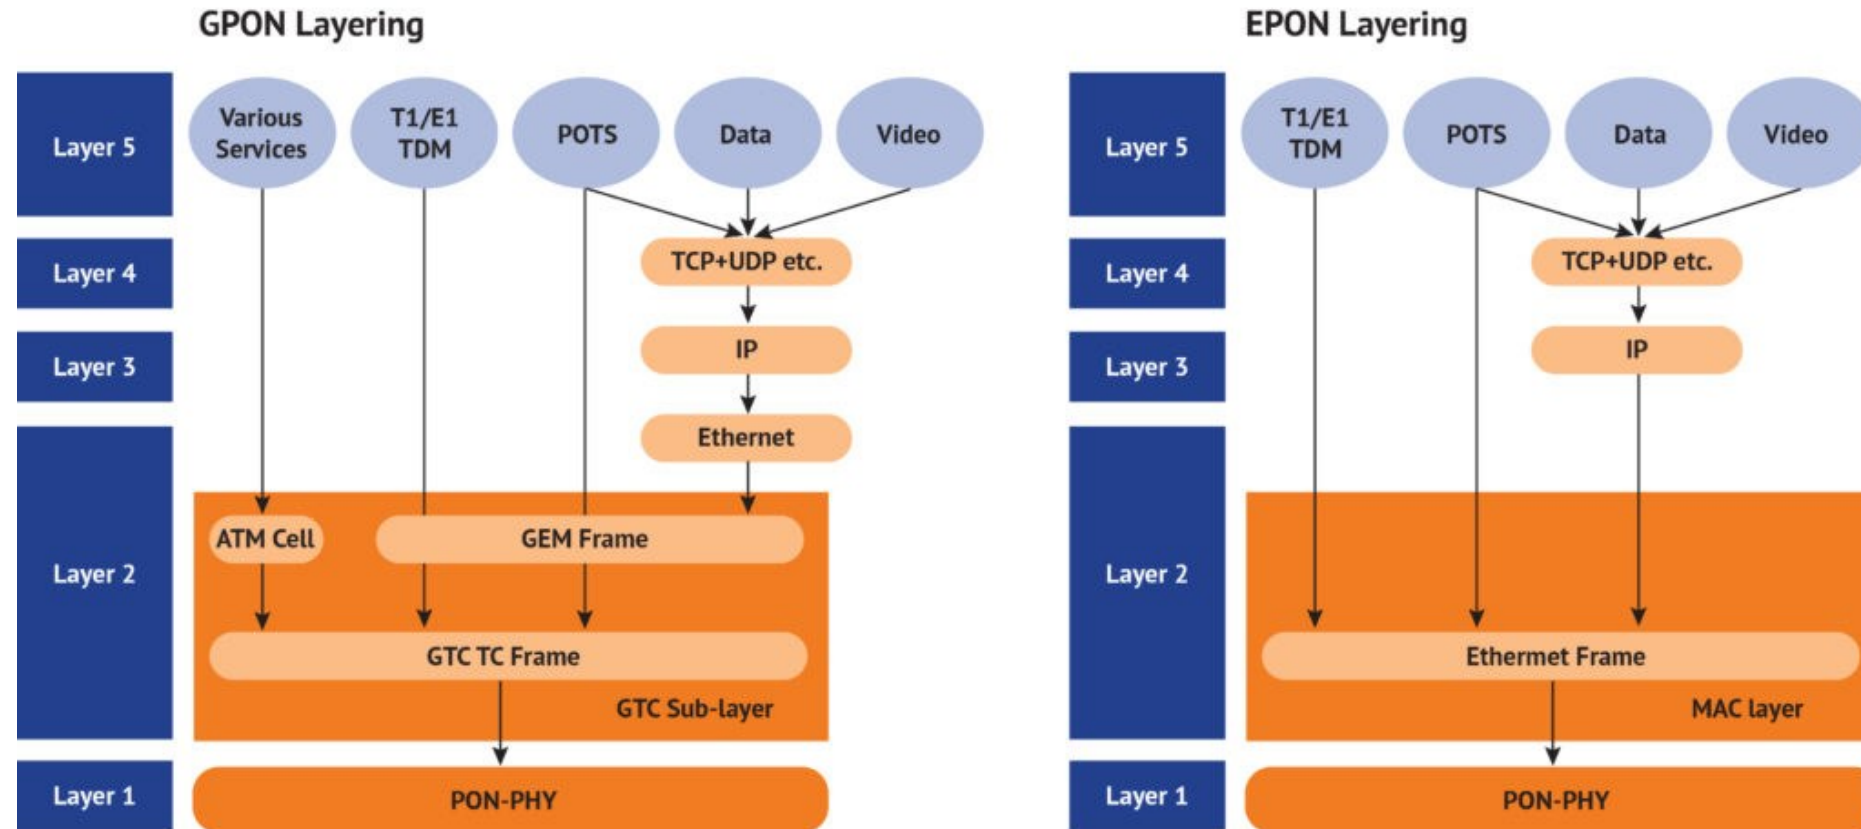 GPON Layering
Layer 5
Various
Services
T1/E1
TDM
POTS
Data
Video
Layer 4
TCP+UDP etc.
Layer 3
IP
Ethernet
Layer 2
ATM Cell
GEM Frame
GTC TC Frame
GTC Sub-layer
Layer 1
PON-PHY
EPON Layering
Layer 5
T1/E1
TDM
POTS
Data
Video
Layer 4
TCP+UDP etc.
Layer 3
IP
Layer 2
Ethermet Frame
MAC layer
Layer 1
PON-PHY